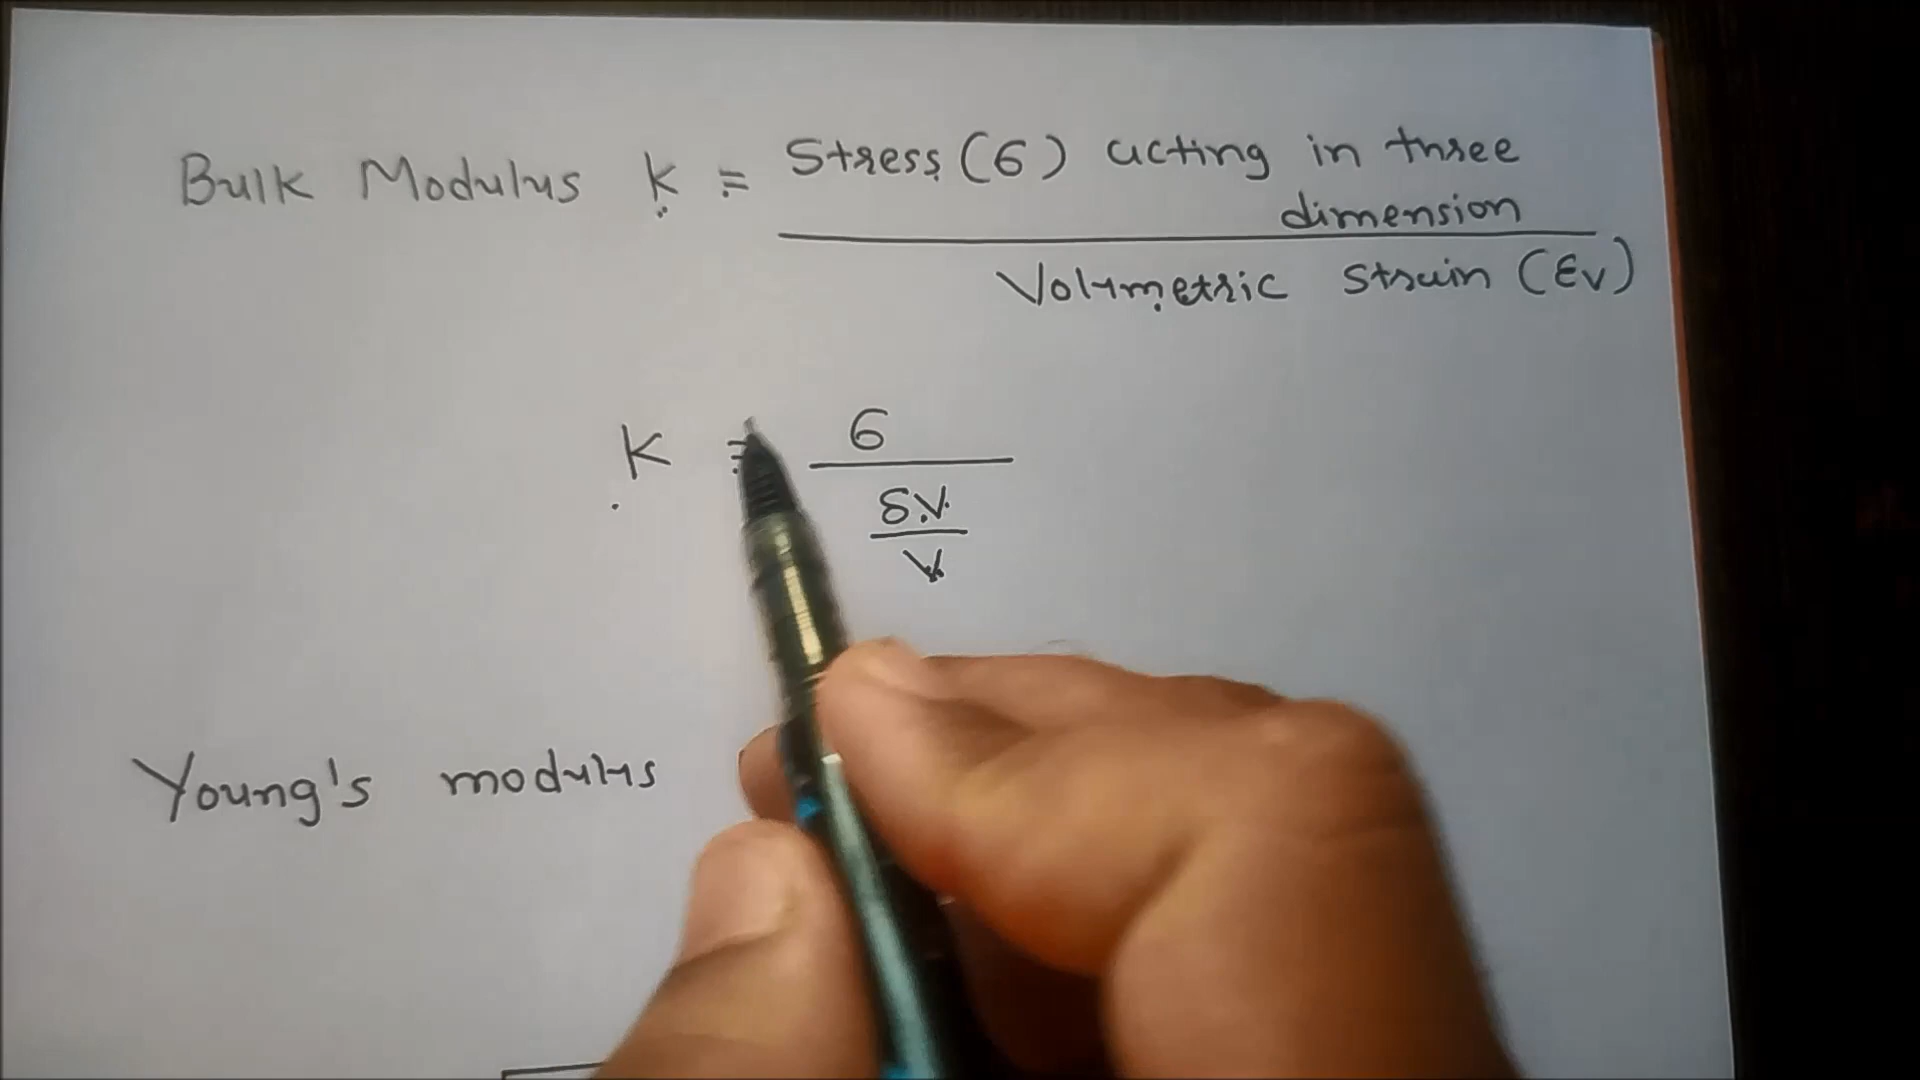 Bulk Modulus k = Stress (σ) acting in three
dimension
Volumetric Strain (εv)
K = σ
δV
V
Young's modulus